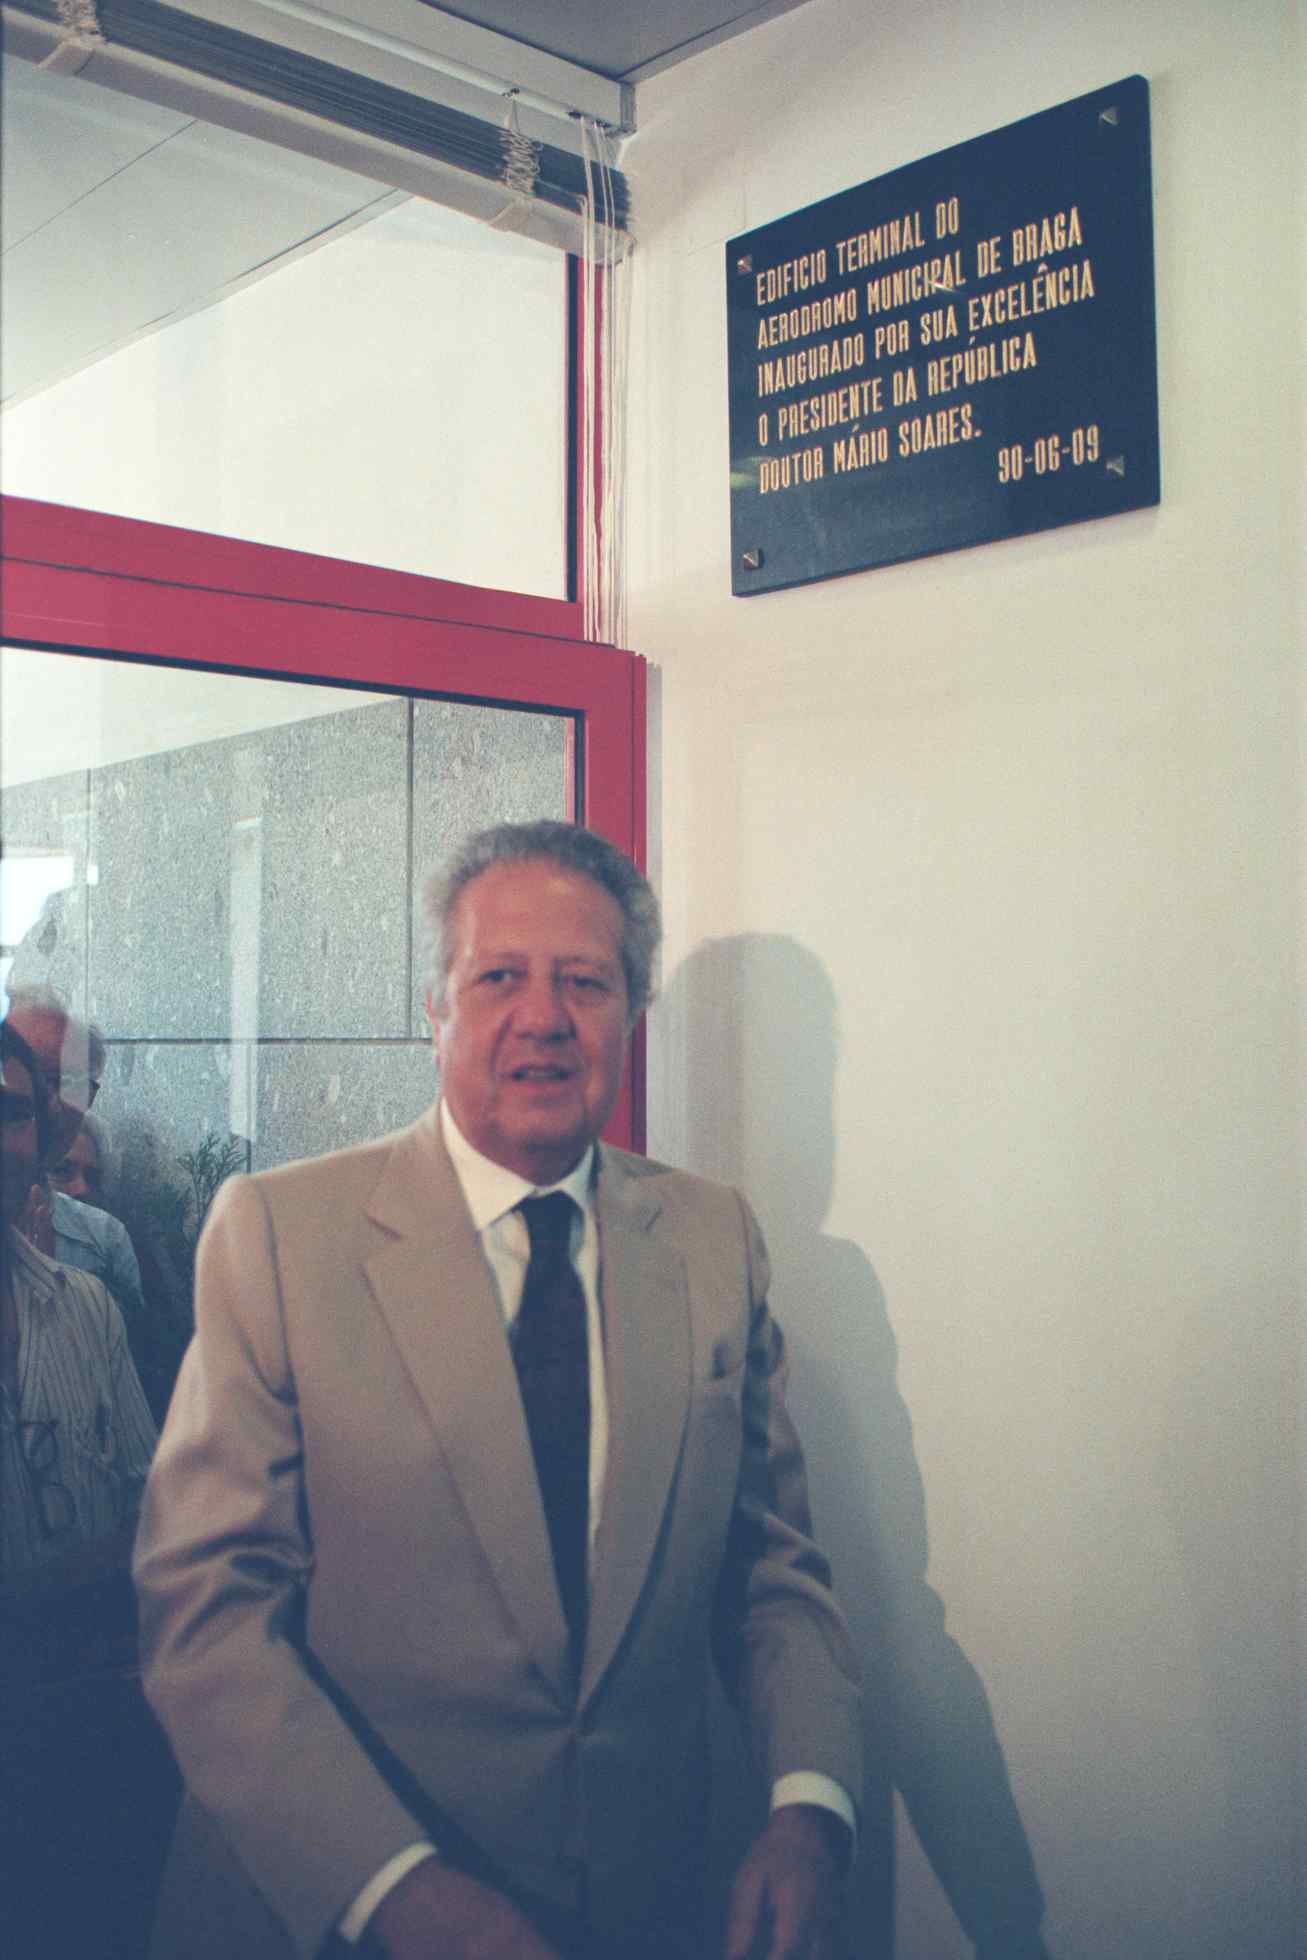 EDIFICIO TERMINAL DO
AERODROMO MUNICIPAL DE BRAGA
INAUGURADO POR SUA EXCELÊNCIA
O PRESIDENTE DA REPÚBLICA
DOUTOR MÁRIO SOARES.
90-06-09